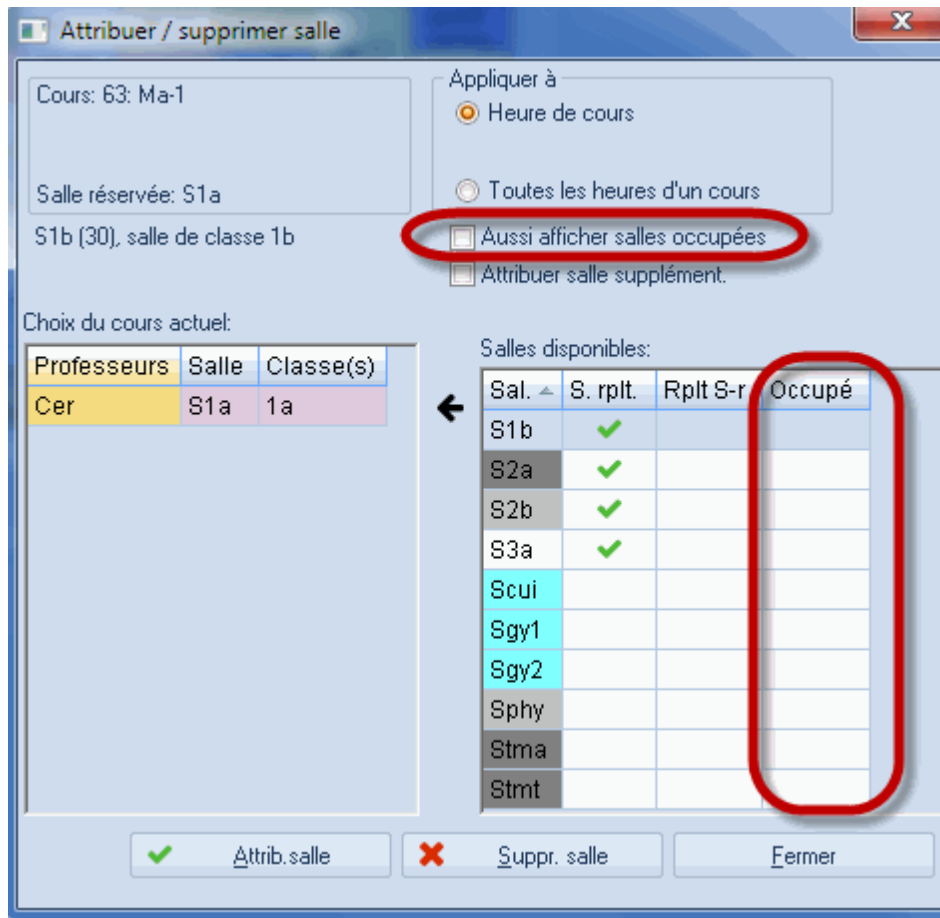 Attribuer / supprimer salle
Cours: 63: Ma-1
Salle réservée: S1a
Appliquer à
Heure de cours
Toutes les heures d'un cours
S1b (30), salle de classe 1b
Aussi afficher salles occupées
Attribuer salle supplément.
Choix du cours actuel:
Professeurs Salle Classe(s)
Cer S1a 1a
Salles disponibles:
Sal. S. rplt. Rplt S-r Occupé
S1b
S2a
S2b
S3a
Scui
Sgy1
Sgy2
Sphy
Stma
Stmt
Attrib.salle Suppr. salle Fermer